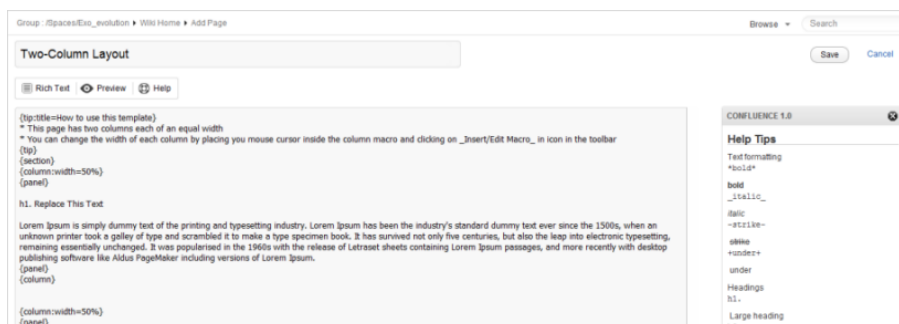 Group : /Spaces/Exo_evolution ▸ Wiki Home ▸ Add Page
Browse
Search
Two-Column Layout
Save
Cancel
Rich Text
Preview
Help
{tip:title=How to use this template}
* This page has two columns each of an equal width
* You can change the width of each column by placing you mouse cursor inside the column macro and clicking on _Insert/Edit Macro_ in icon in the toolbar
{tip}
{section}
{column:width=50%}
{panel}
h1. Replace This Text
Lorem Ipsum is simply dummy text of the printing and typesetting industry. Lorem Ipsum has been the industry's standard dummy text ever since the 1500s, when an
unknown printer took a galley of type and scrambled it to make a type specimen book. It has survived not only five centuries, but also the leap into electronic typesetting,
remaining essentially unchanged. It was popularised in the 1960s with the release of Letraset sheets containing Lorem Ipsum passages, and more recently with desktop
publishing software like Aldus PageMaker including versions of Lorem Ipsum.
{panel}
{column}
{column:width=50%}
{panel}
CONFLUENCE 1.0
Help Tips
Text formatting
*bold*
bold
_italic_
italic
-strike-
strike
+under+
under
Headings
h1.
Large heading